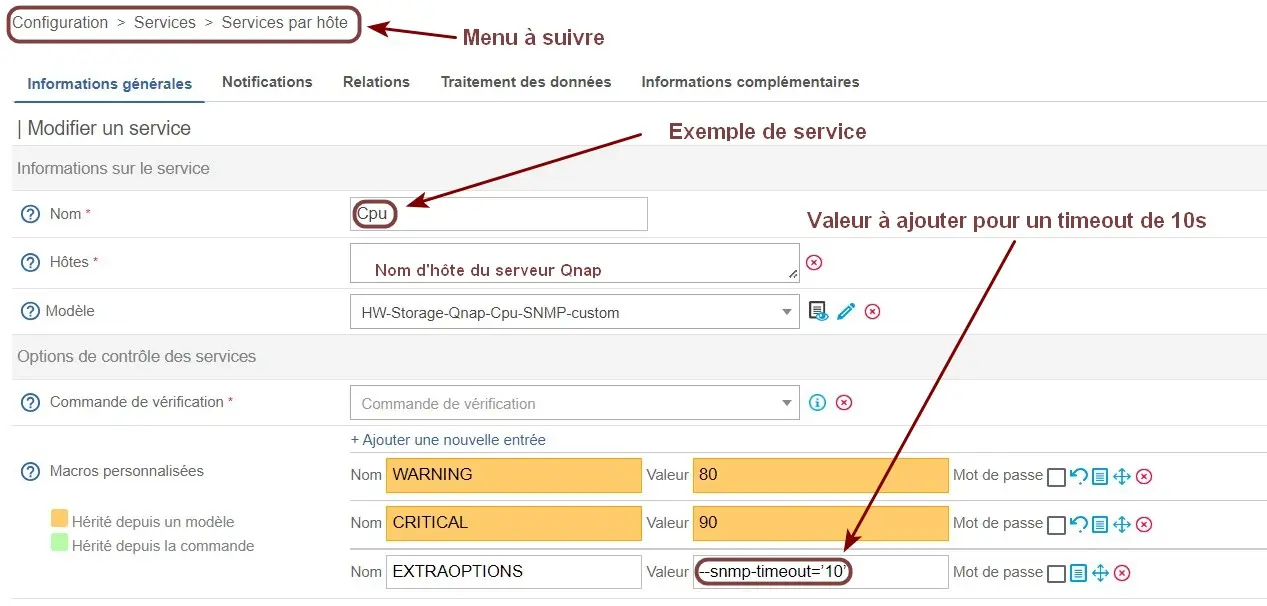 Configuration > Services > Services par hôte
Menu à suivre
Informations générales Notifications Relations Traitement des données Informations complémentaires
| Modifier un service
Exemple de service
Informations sur le service
Nom * Cpu
Valeur à ajouter pour un timeout de 10s
Hôtes * Nom d'hôte du serveur Qnap
Modèle HW-Storage-Qnap-Cpu-SNMP-custom
Options de contrôle des services
Commande de vérification * Commande de vérification
+ Ajouter une nouvelle entrée
Macros personnalisées
Nom WARNING Valeur 80 Mot de passe
Hérité depuis un modèle
Nom CRITICAL Valeur 90 Mot de passe
Hérité depuis la commande
Nom EXTRAOPTIONS Valeur --snmp-timeout=’10’ Mot de passe